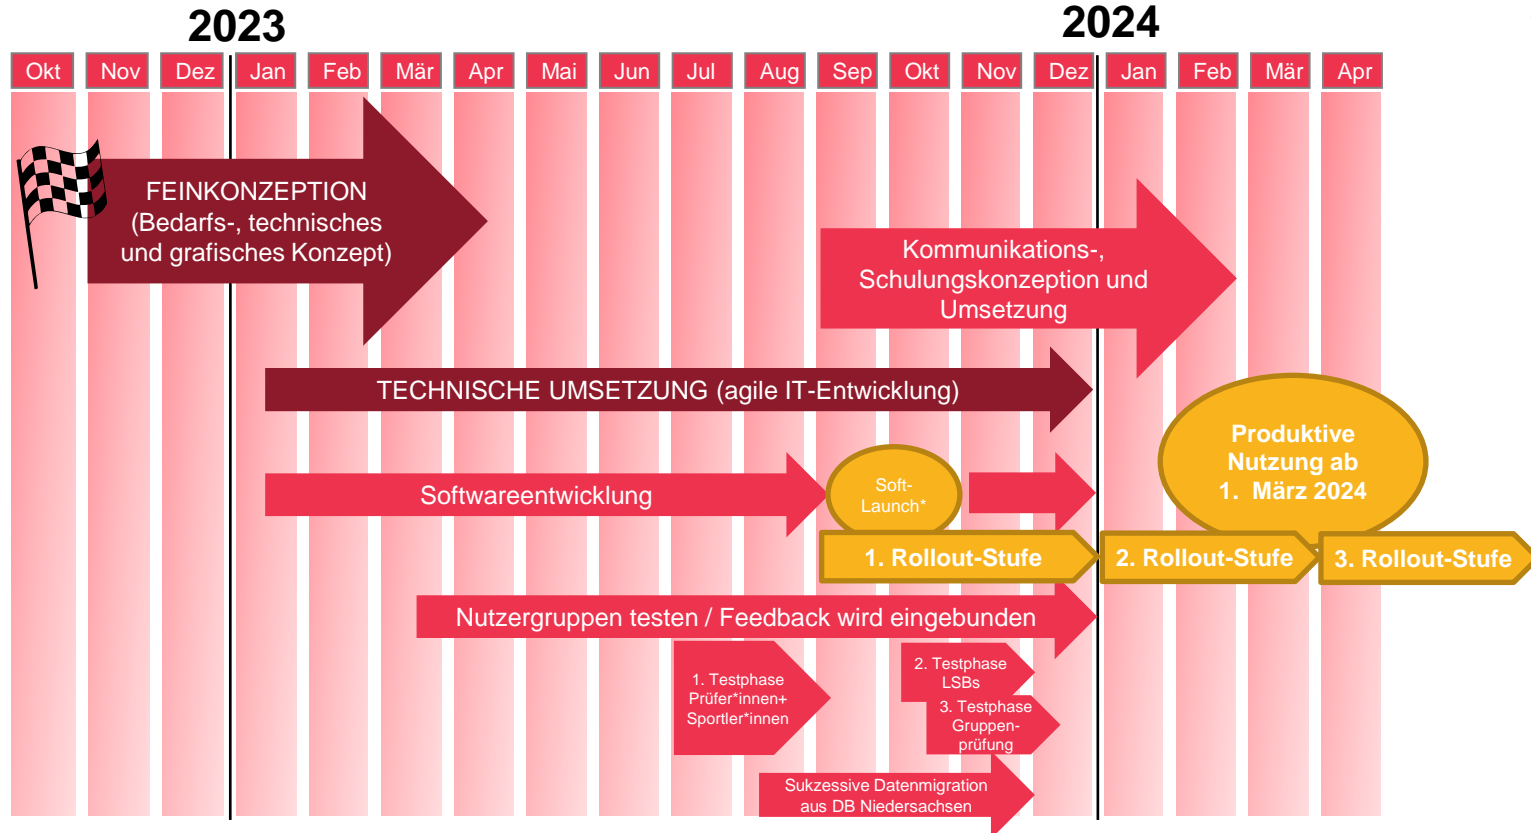 2023
2024
Okt Nov Dez Jan Feb Mär Apr Mai Jun Jul Aug Sep Okt Nov Dez Jan Feb Mär Apr
FEINKONZEPTION
(Bedarfs-, technisches
und grafisches Konzept)
Kommunikations-,
Schulungskonzeption und
Umsetzung
TECHNISCHE UMSETZUNG (agile IT-Entwicklung)
Softwareentwicklung
Soft-
Launch*
Produktive
Nutzung ab
1. März 2024
1. Rollout-Stufe
2. Rollout-Stufe
3. Rollout-Stufe
Nutzergruppen testen / Feedback wird eingebunden
1. Testphase
Prüfer*innen+
Sportler*innen
2. Testphase
LSBs
3. Testphase
Gruppen-
prüfung
Sukzessive Datenmigration
aus DB Niedersachsen